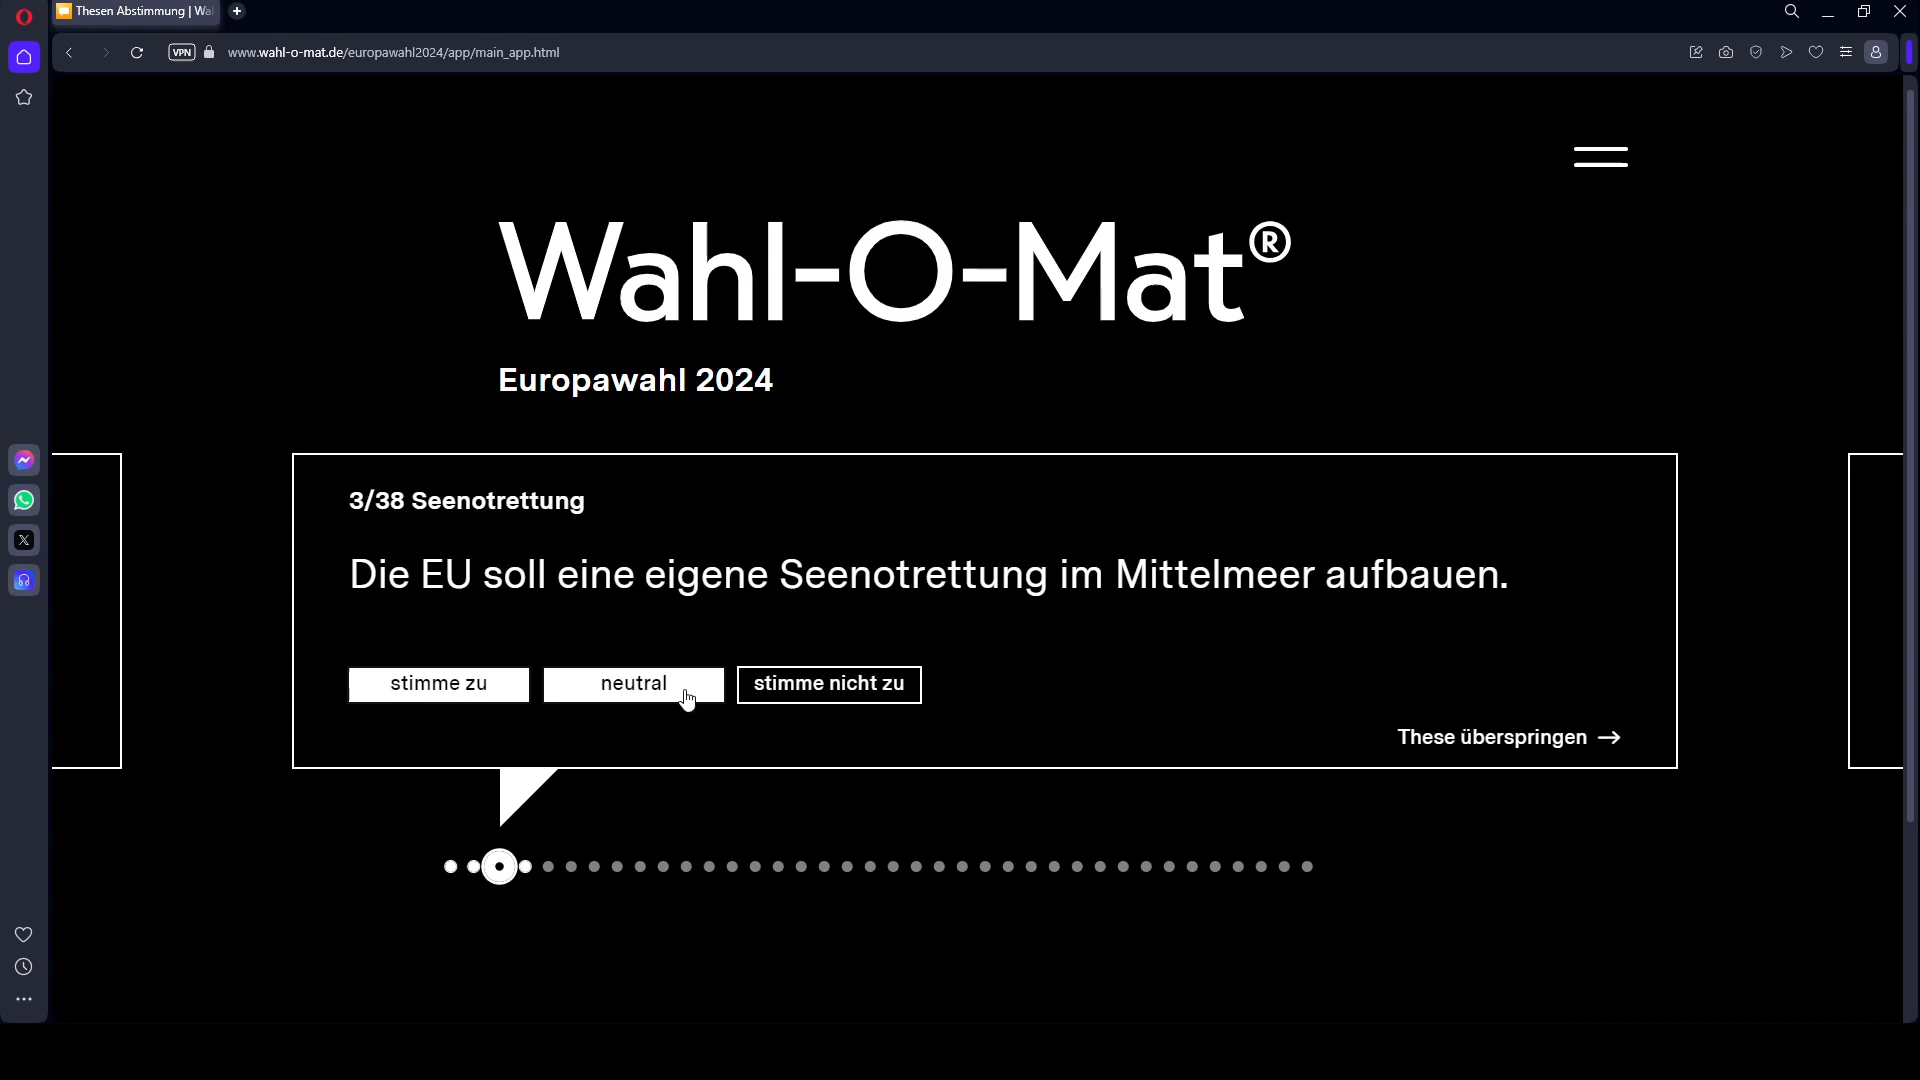 Thesen Abstimmung | Wa
VPN
www.wahl-o-mat.de/europawahl2024/app/main_app.html
Wahl-O-Mat®
Europawahl 2024
3/38 Seenotrettung
Die EU soll eine eigene Seenotrettung im Mittelmeer aufbauen.
stimme zu
neutral
stimme nicht zu
These überspringen →